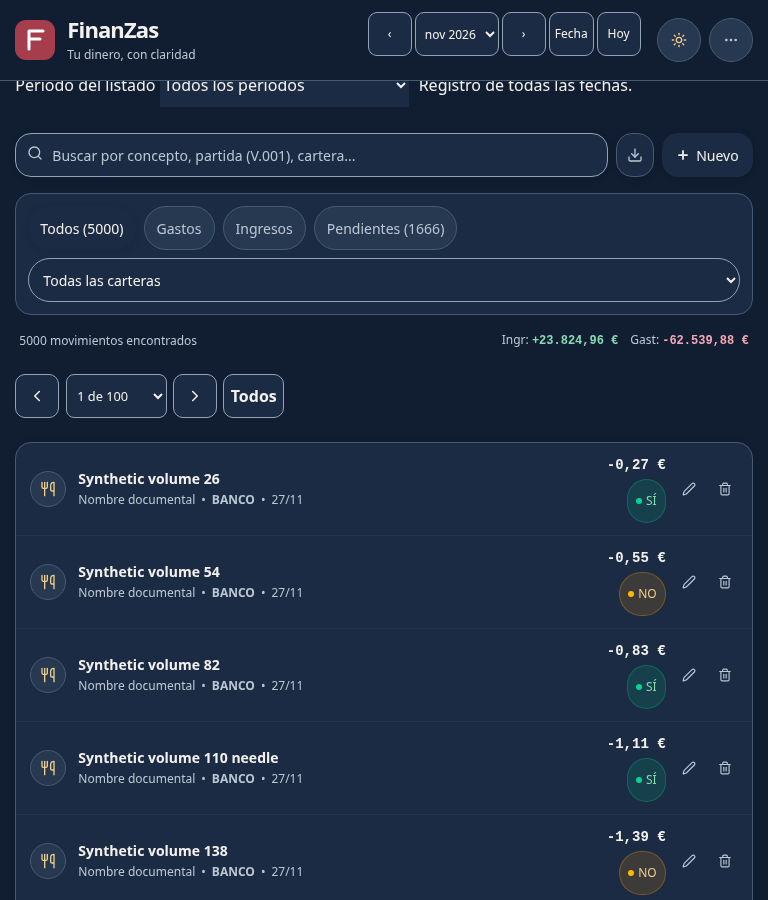 FinanZas
Tu dinero, con claridad
‹
nov 2026
›
Fecha
Hoy
Periodo del listado Todos los periodos Registro de todas las fechas.
Buscar por concepto, partida (V.001), cartera...
+ Nuevo
Todos (5000)
Gastos
Ingresos
Pendientes (1666)
Todas las carteras
5000 movimientos encontrados
Ingr: +23.824,96 € Gast: -62.539,88 €
1 de 100
Todos
Synthetic volume 26
Nombre documental • BANCO • 27/11
-0,27 €
SÍ
Synthetic volume 54
Nombre documental • BANCO • 27/11
-0,55 €
NO
Synthetic volume 82
Nombre documental • BANCO • 27/11
-0,83 €
SÍ
Synthetic volume 110 needle
Nombre documental • BANCO • 27/11
-1,11 €
SÍ
Synthetic volume 138
Nombre documental • BANCO • 27/11
-1,39 €
NO